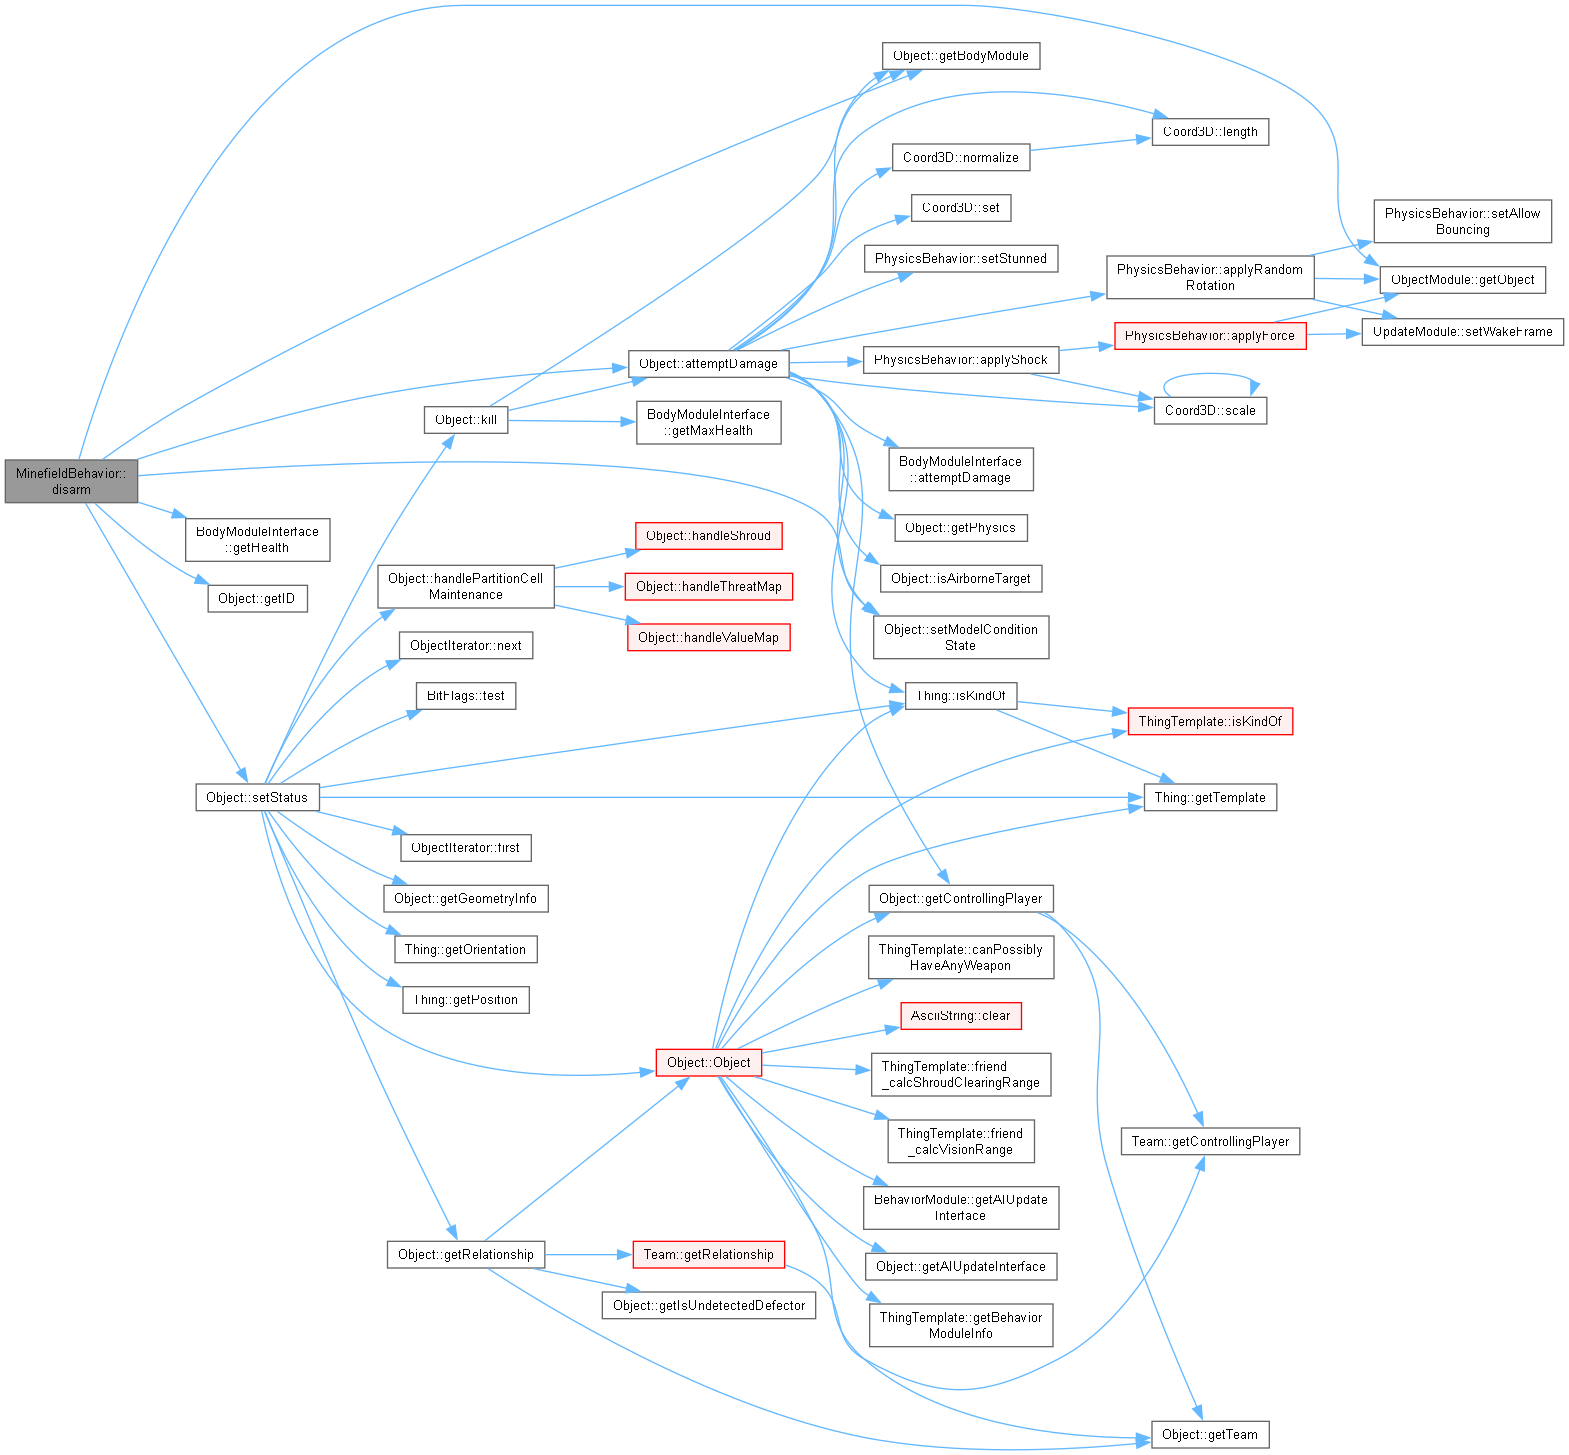 Object::getBodyModule
Coord3D::length
Coord3D::normalize
Coord3D::set
PhysicsBehavior::setAllow
Bouncing
PhysicsBehavior::setStunned
PhysicsBehavior::applyRandom
Rotation
ObjectModule::getObject
PhysicsBehavior::applyForce
UpdateModule::setWakeFrame
Object::attemptDamage
PhysicsBehavior::applyShock
Coord3D::scale
Object::kill
BodyModuleInterface
::getMaxHealth
BodyModuleInterface
::attemptDamage
MinefieldBehavior::
disarm
BodyModuleInterface
::getHealth
Object::getPhysics
Object::handleShroud
Object::isAirborneTarget
Object::handlePartitionCell
Maintenance
Object::handleThreatMap
Object::getID
Object::handleValueMap
Object::setModelCondition
State
ObjectIterator::next
BitFlags::test
Thing::isKindOf
ThingTemplate::isKindOf
Object::setStatus
Thing::getTemplate
ObjectIterator::first
Object::getGeometryInfo
Object::getControllingPlayer
Thing::getOrientation
ThingTemplate::canPossibly
HaveAnyWeapon
Thing::getPosition
AsciiString::clear
Object::Object
ThingTemplate::friend
_calcShroudClearingRange
ThingTemplate::friend
_calcVisionRange
Team::getControllingPlayer
BehaviorModule::getAIUpdate
Interface
Object::getRelationship
Team::getRelationship
Object::getAIUpdateInterface
Object::getIsUndetectedDefector
ThingTemplate::getBehavior
ModuleInfo
Object::getTeam